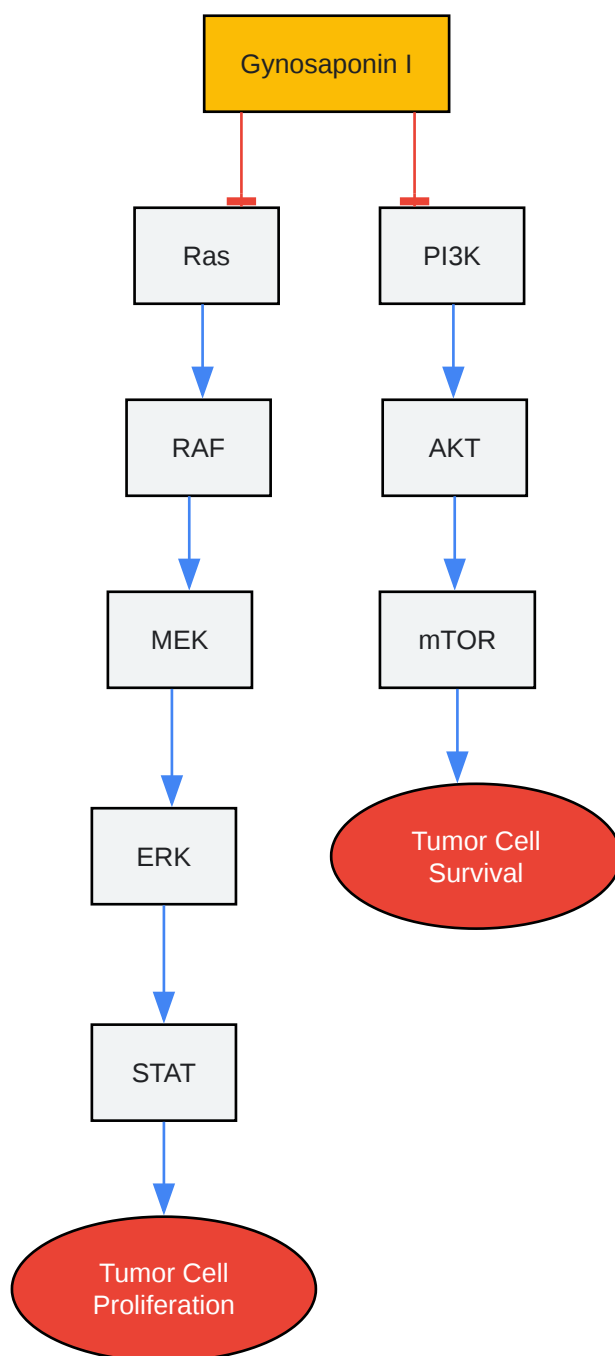 Gynosaponin I
Ras
PI3K
RAF
AKT
MEK
mTOR
ERK
Tumor Cell
Survival
STAT
Tumor Cell
Proliferation